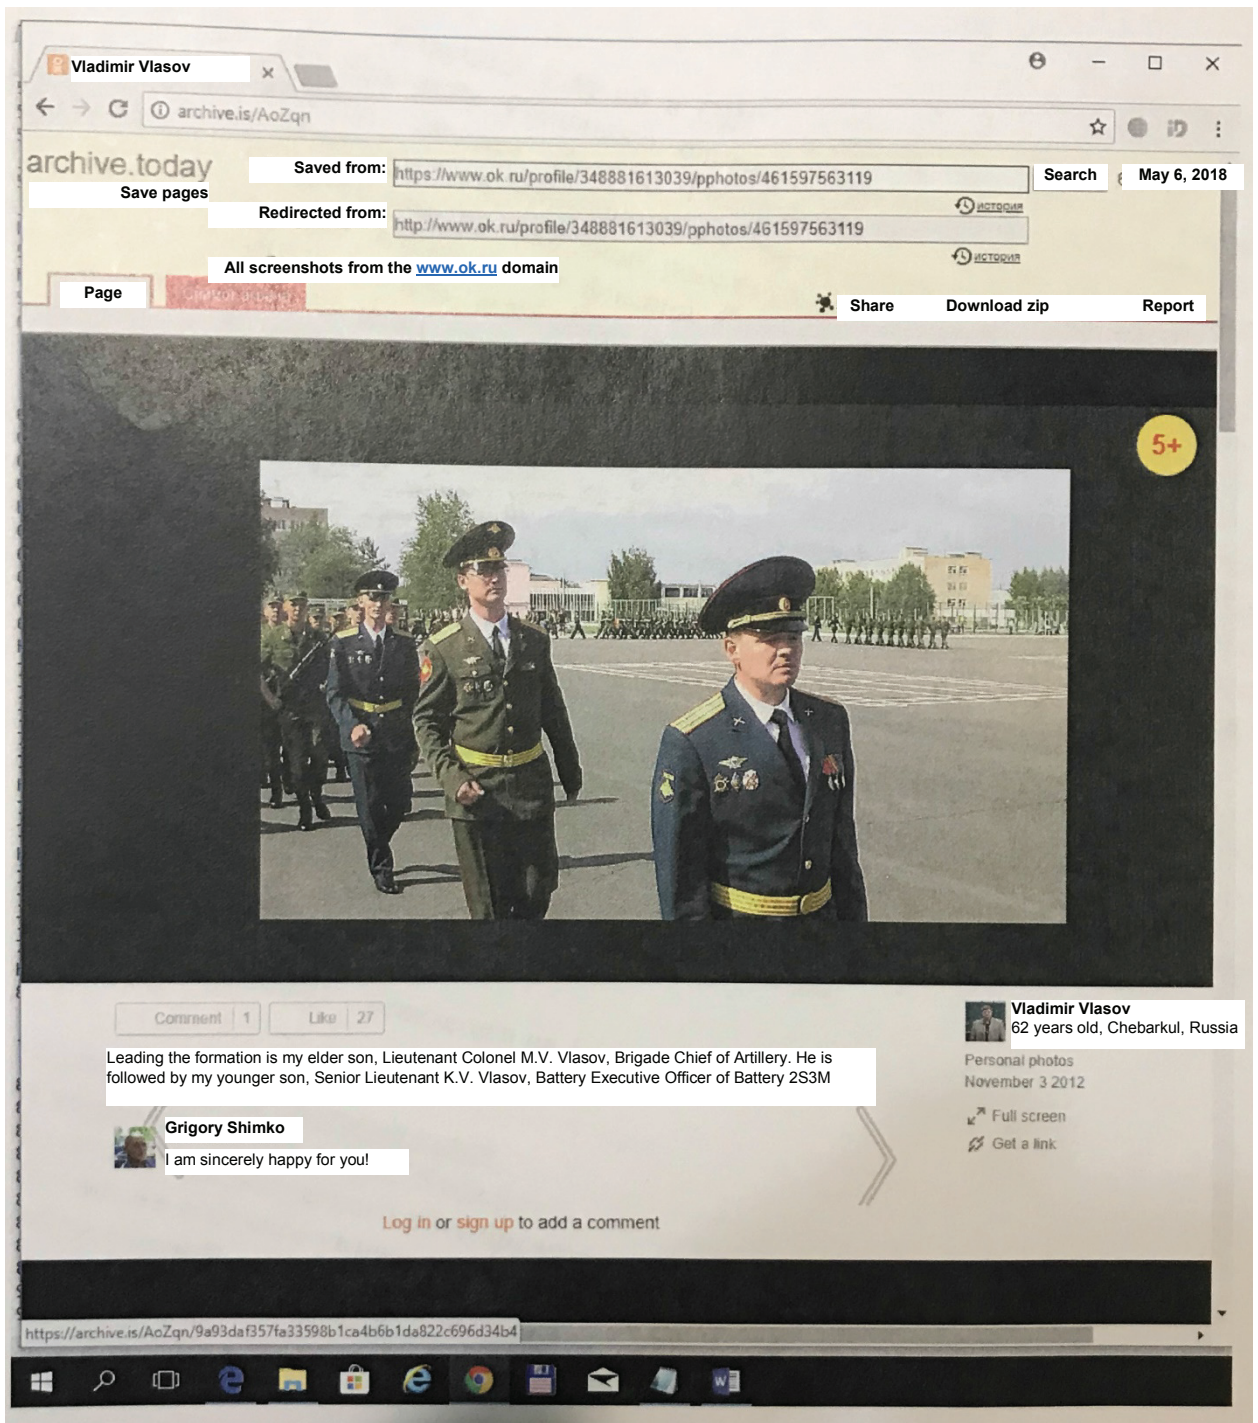 Vladimir Vlasov
archive.is/AoZqn
archive.today
Saved from: https://www.ok.ru/profile/348881613039/pphotos/461597563119 Search May 6, 2018
история
Save pages
Redirected from: http://www.ok.ru/profile/348881613039/pphotos/461597563119
история
All screenshots from the www.ok.ru domain
Page
Share Download zip Report
5+
Comment 1 Like 27
Vladimir Vlasov
62 years old, Chebarkul, Russia
Personal photos
November 3 2012
Full screen
Get a link
Leading the formation is my elder son, Lieutenant Colonel M.V. Vlasov, Brigade Chief of Artillery. He is
followed by my younger son, Senior Lieutenant K.V. Vlasov, Battery Executive Officer of Battery 2S3M
Grigory Shimko
I am sincerely happy for you!
Log in or sign up to add a comment
https://archive.is/AoZqn/9a93daf357fa33598b1ca4b6b1da822c696d34b4